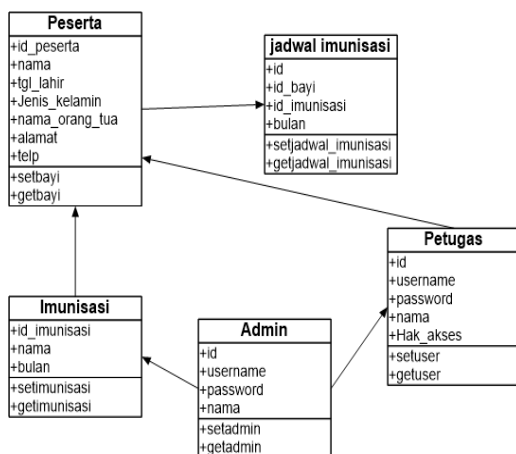 Peserta
+id_peserta
+nama
+tgl_lahir
+Jenis_kelamin
+nama_orang_tua
+alamat
+telp
+setbayi
+getbayi
jadwal imunisasi
+id
+id_bayi
+id_imunisasi
+bulan
+setjadwal_imunisasi
+getjadwal_imunisasi
Petugas
+id
+username
+password
+nama
+Hak_akses
+setuser
+getuser
Imunisasi
+id_imunisasi
+nama
+bulan
+setimunisasi
+getimunisasi
Admin
+id
+username
+password
+nama
+setadmin
+getadmin